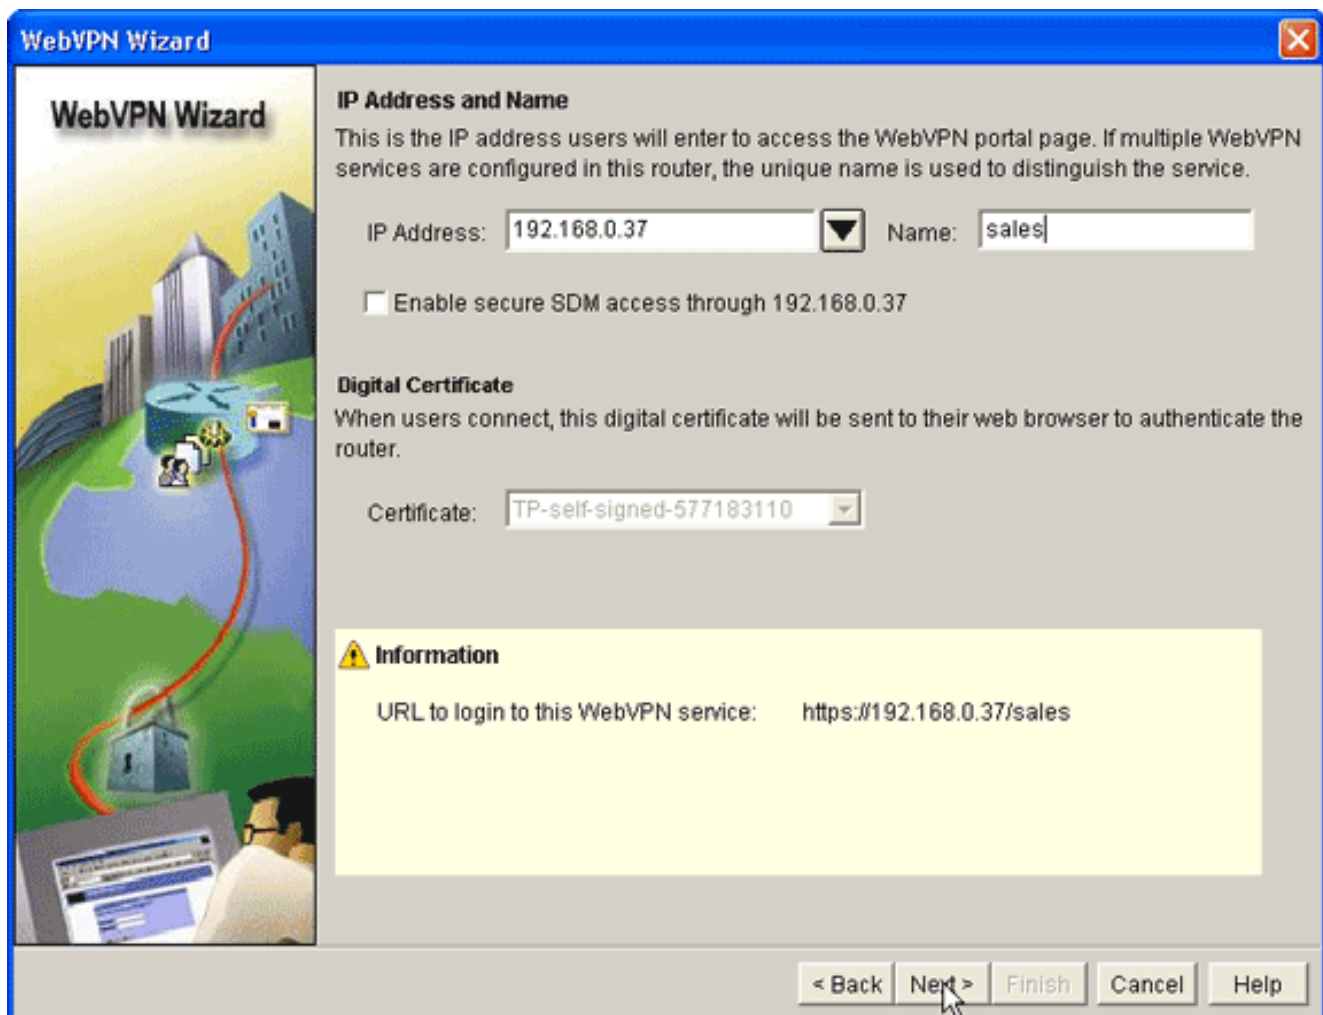 WebVPN Wizard
WebVPN Wizard
IP Address and Name
This is the IP address users will enter to access the WebVPN portal page. If multiple WebVPN
services are configured in this router, the unique name is used to distinguish the service.
IP Address: 192.168.0.37 Name: sales
Enable secure SDM access through 192.168.0.37
Digital Certificate
When users connect, this digital certificate will be sent to their web browser to authenticate the
router.
Certificate: TP-self-signed-577183110
Information
URL to login to this WebVPN service: https://192.168.0.37/sales
< Back Next > Finish Cancel Help